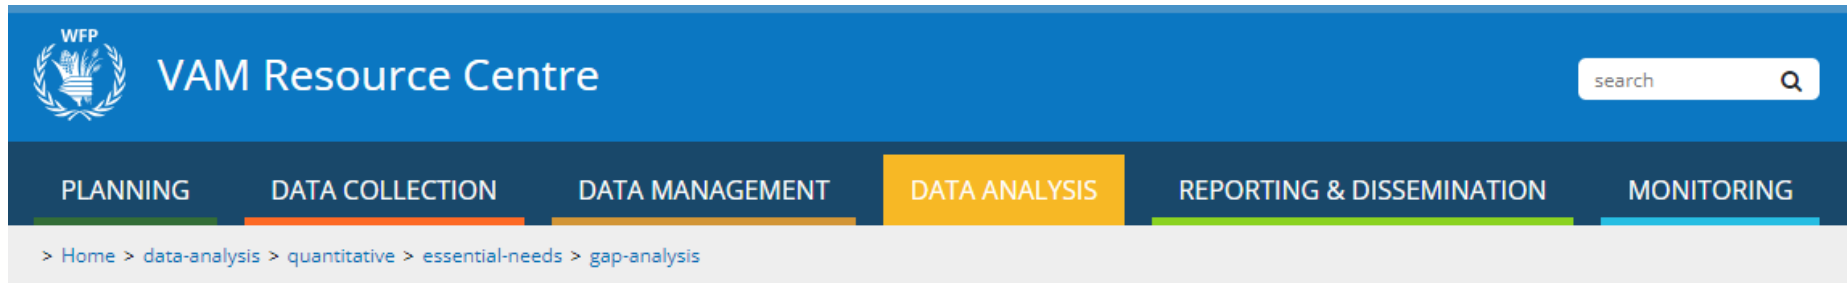 WFP
VAM Resource Centre
search
PLANNING DATA COLLECTION DATA MANAGEMENT DATA ANALYSIS REPORTING & DISSEMINATION MONITORING
> Home > data-analysis > quantitative > essential-needs > gap-analysis